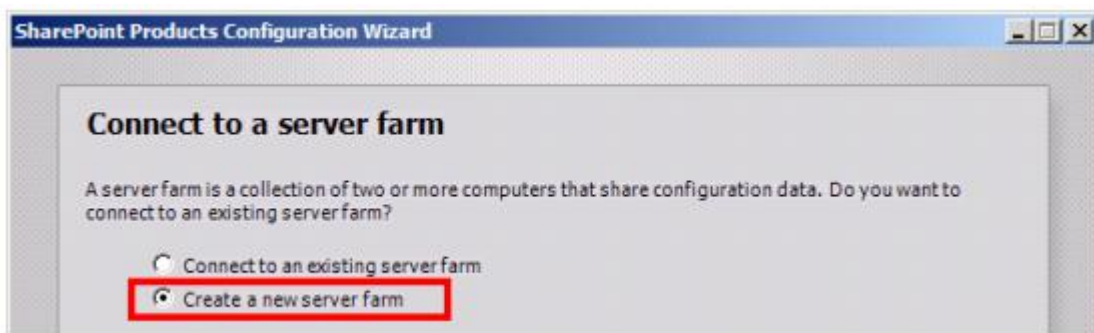 SharePoint Products Configuration Wizard
Connect to a server farm
A server farm is a collection of two or more computers that share configuration data. Do you want to
connect to an existing server farm?
Connect to an existing server farm
Create a new server farm